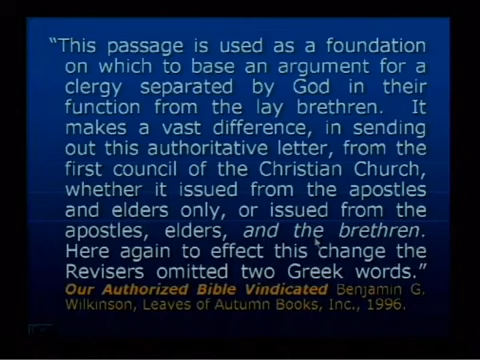 “This passage is used as a foundation
on which to base an argument for a
clergy separated by God in their
function from the lay brethren. It
makes a vast difference, in sending
out this authoritative letter, from the
first council of the Christian Church,
whether it issued from the apostles
and elders only, or issued from the
apostles, elders, and the brethren.
Here again to effect this change the
Revisers omitted two Greek words.”
Our Authorized Bible Vindicated Benjamin G.
Wilkinson, Leaves of Autumn Books, Inc., 1996.